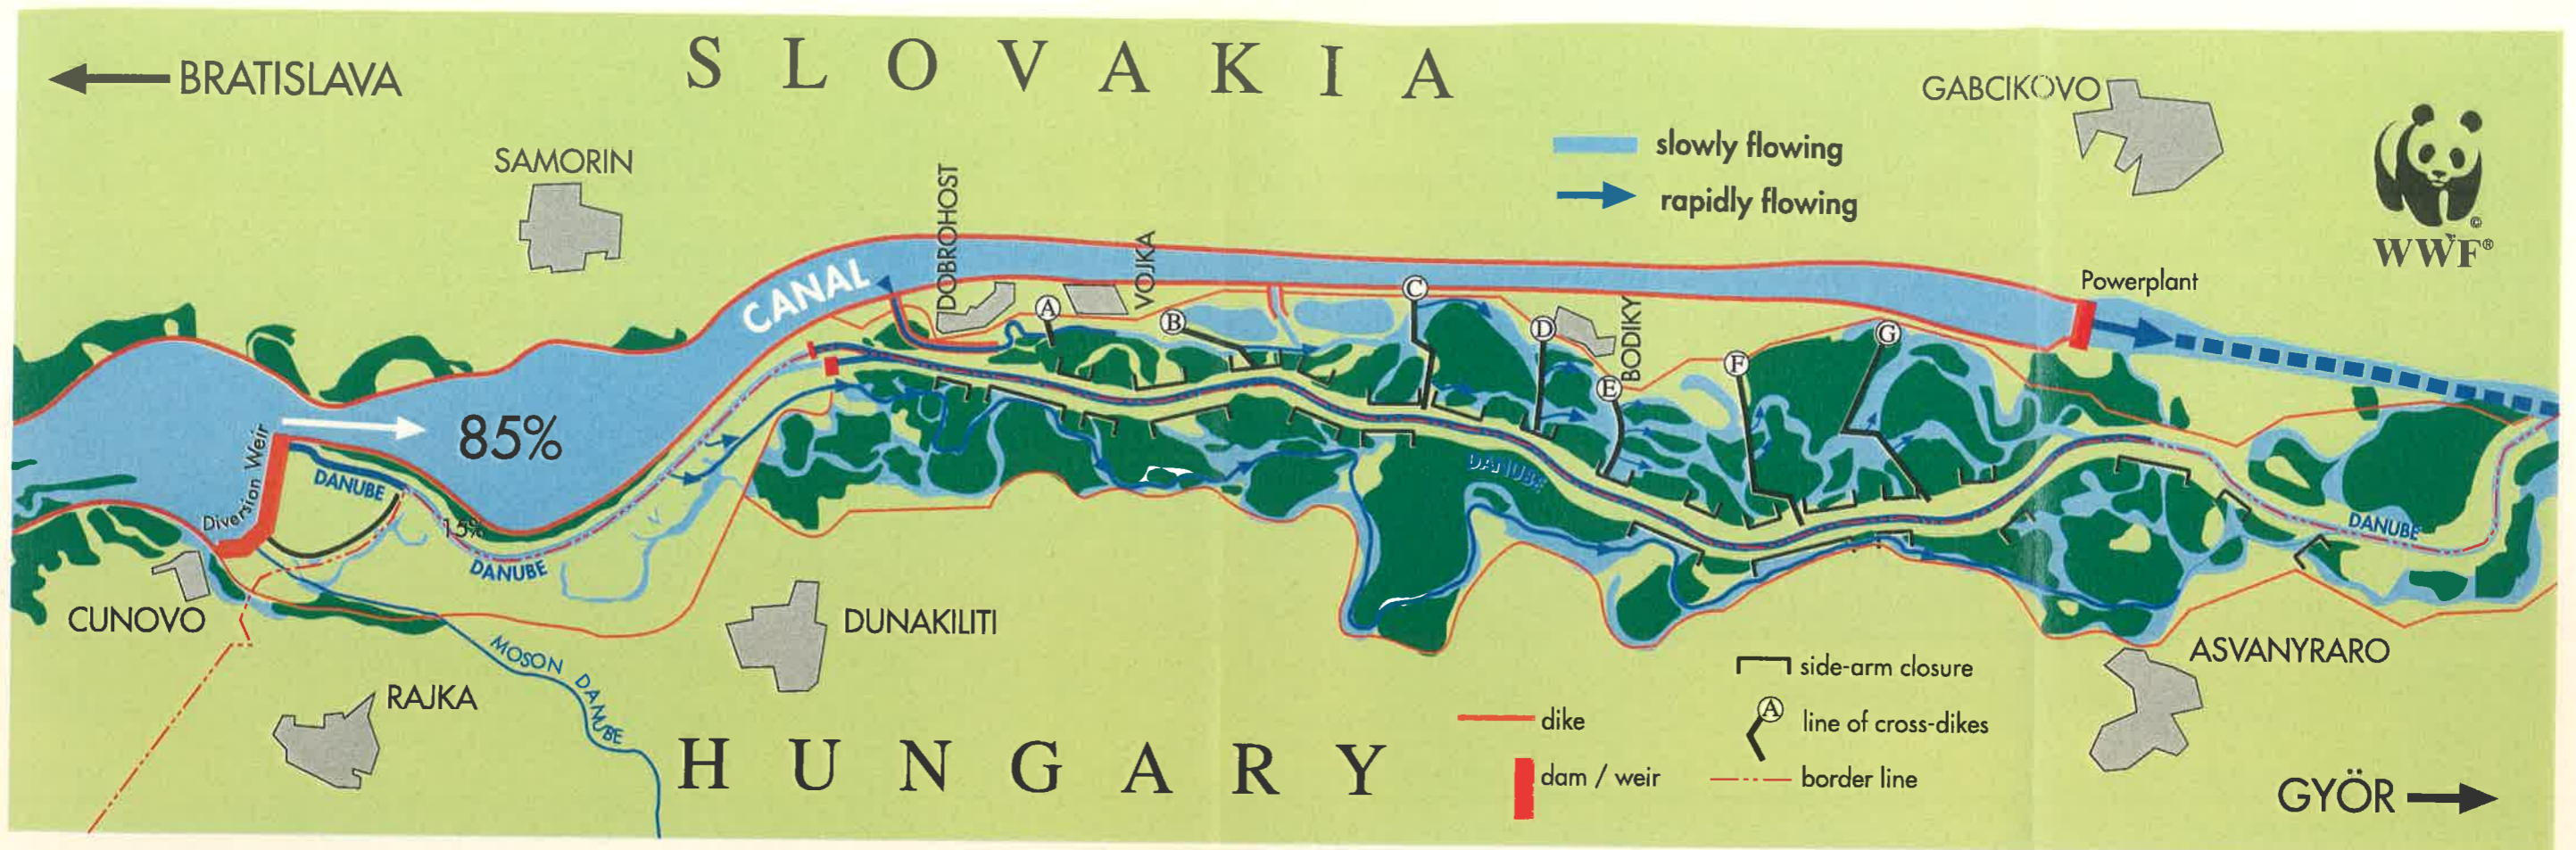 SLOVAKIA
BRATISLAVA
GABCIKOVO
SAMORIN
slowly flowing
rapidly flowing
©
WWF®
DOBROHOST
VOJKA
CANAL
Powerplant
A
B
C
D
E
BODIKY
F
G
85%
Diversion Weir
DANUBE
15%
DANUBE
DANUBE
DANUBE
CUNOVO
DUNAKILITI
MOSON DANUBE
RAJKA
ASVANYRARO
side-arm closure
dike
A line of cross-dikes
dam / weir
border line
HUNGARY
GYÖR